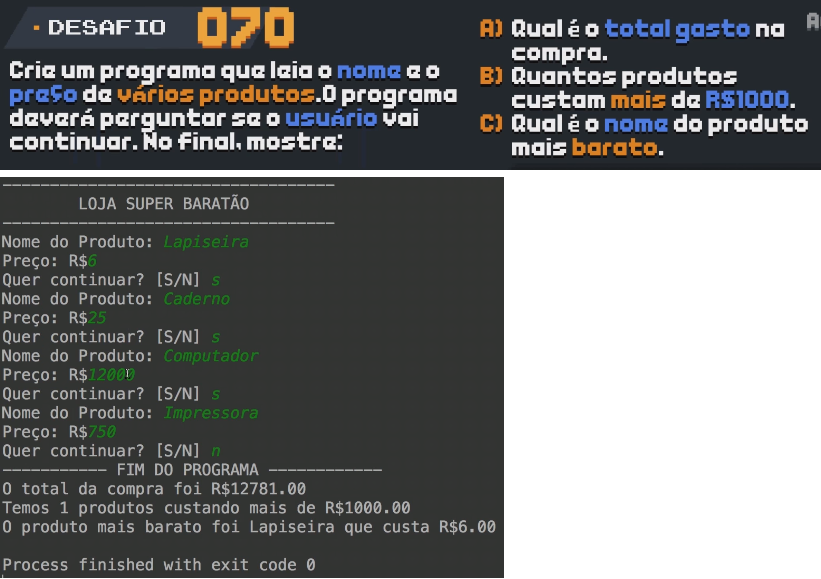 DESAFIO 070
Crie um programa que leia o nome e o
preço de vários produtos.O programa
deverá perguntar se o usuário vai
continuar. No final, mostre:
A) Qual é o total gasto na
compra.
B) Quantos produtos
custam mais de R$1000.
C) Qual é o nome do produto
mais barato.
A
-----------------------------------
LOJA SUPER BARATÃO
-----------------------------------
Nome do Produto: Lapiseira
Preço: R$6
Quer continuar? [S/N] s
Nome do Produto: Caderno
Preço: R$25
Quer continuar? [S/N] s
Nome do Produto: Computador
Preço: R$12000
Quer continuar? [S/N] s
Nome do Produto: Impressora
Preço: R$750
Quer continuar? [S/N] n
----------- FIM DO PROGRAMA ------------
O total da compra foi R$12781.00
Temos 1 produtos custando mais de R$1000.00
O produto mais barato foi Lapiseira que custa R$6.00
Process finished with exit code 0